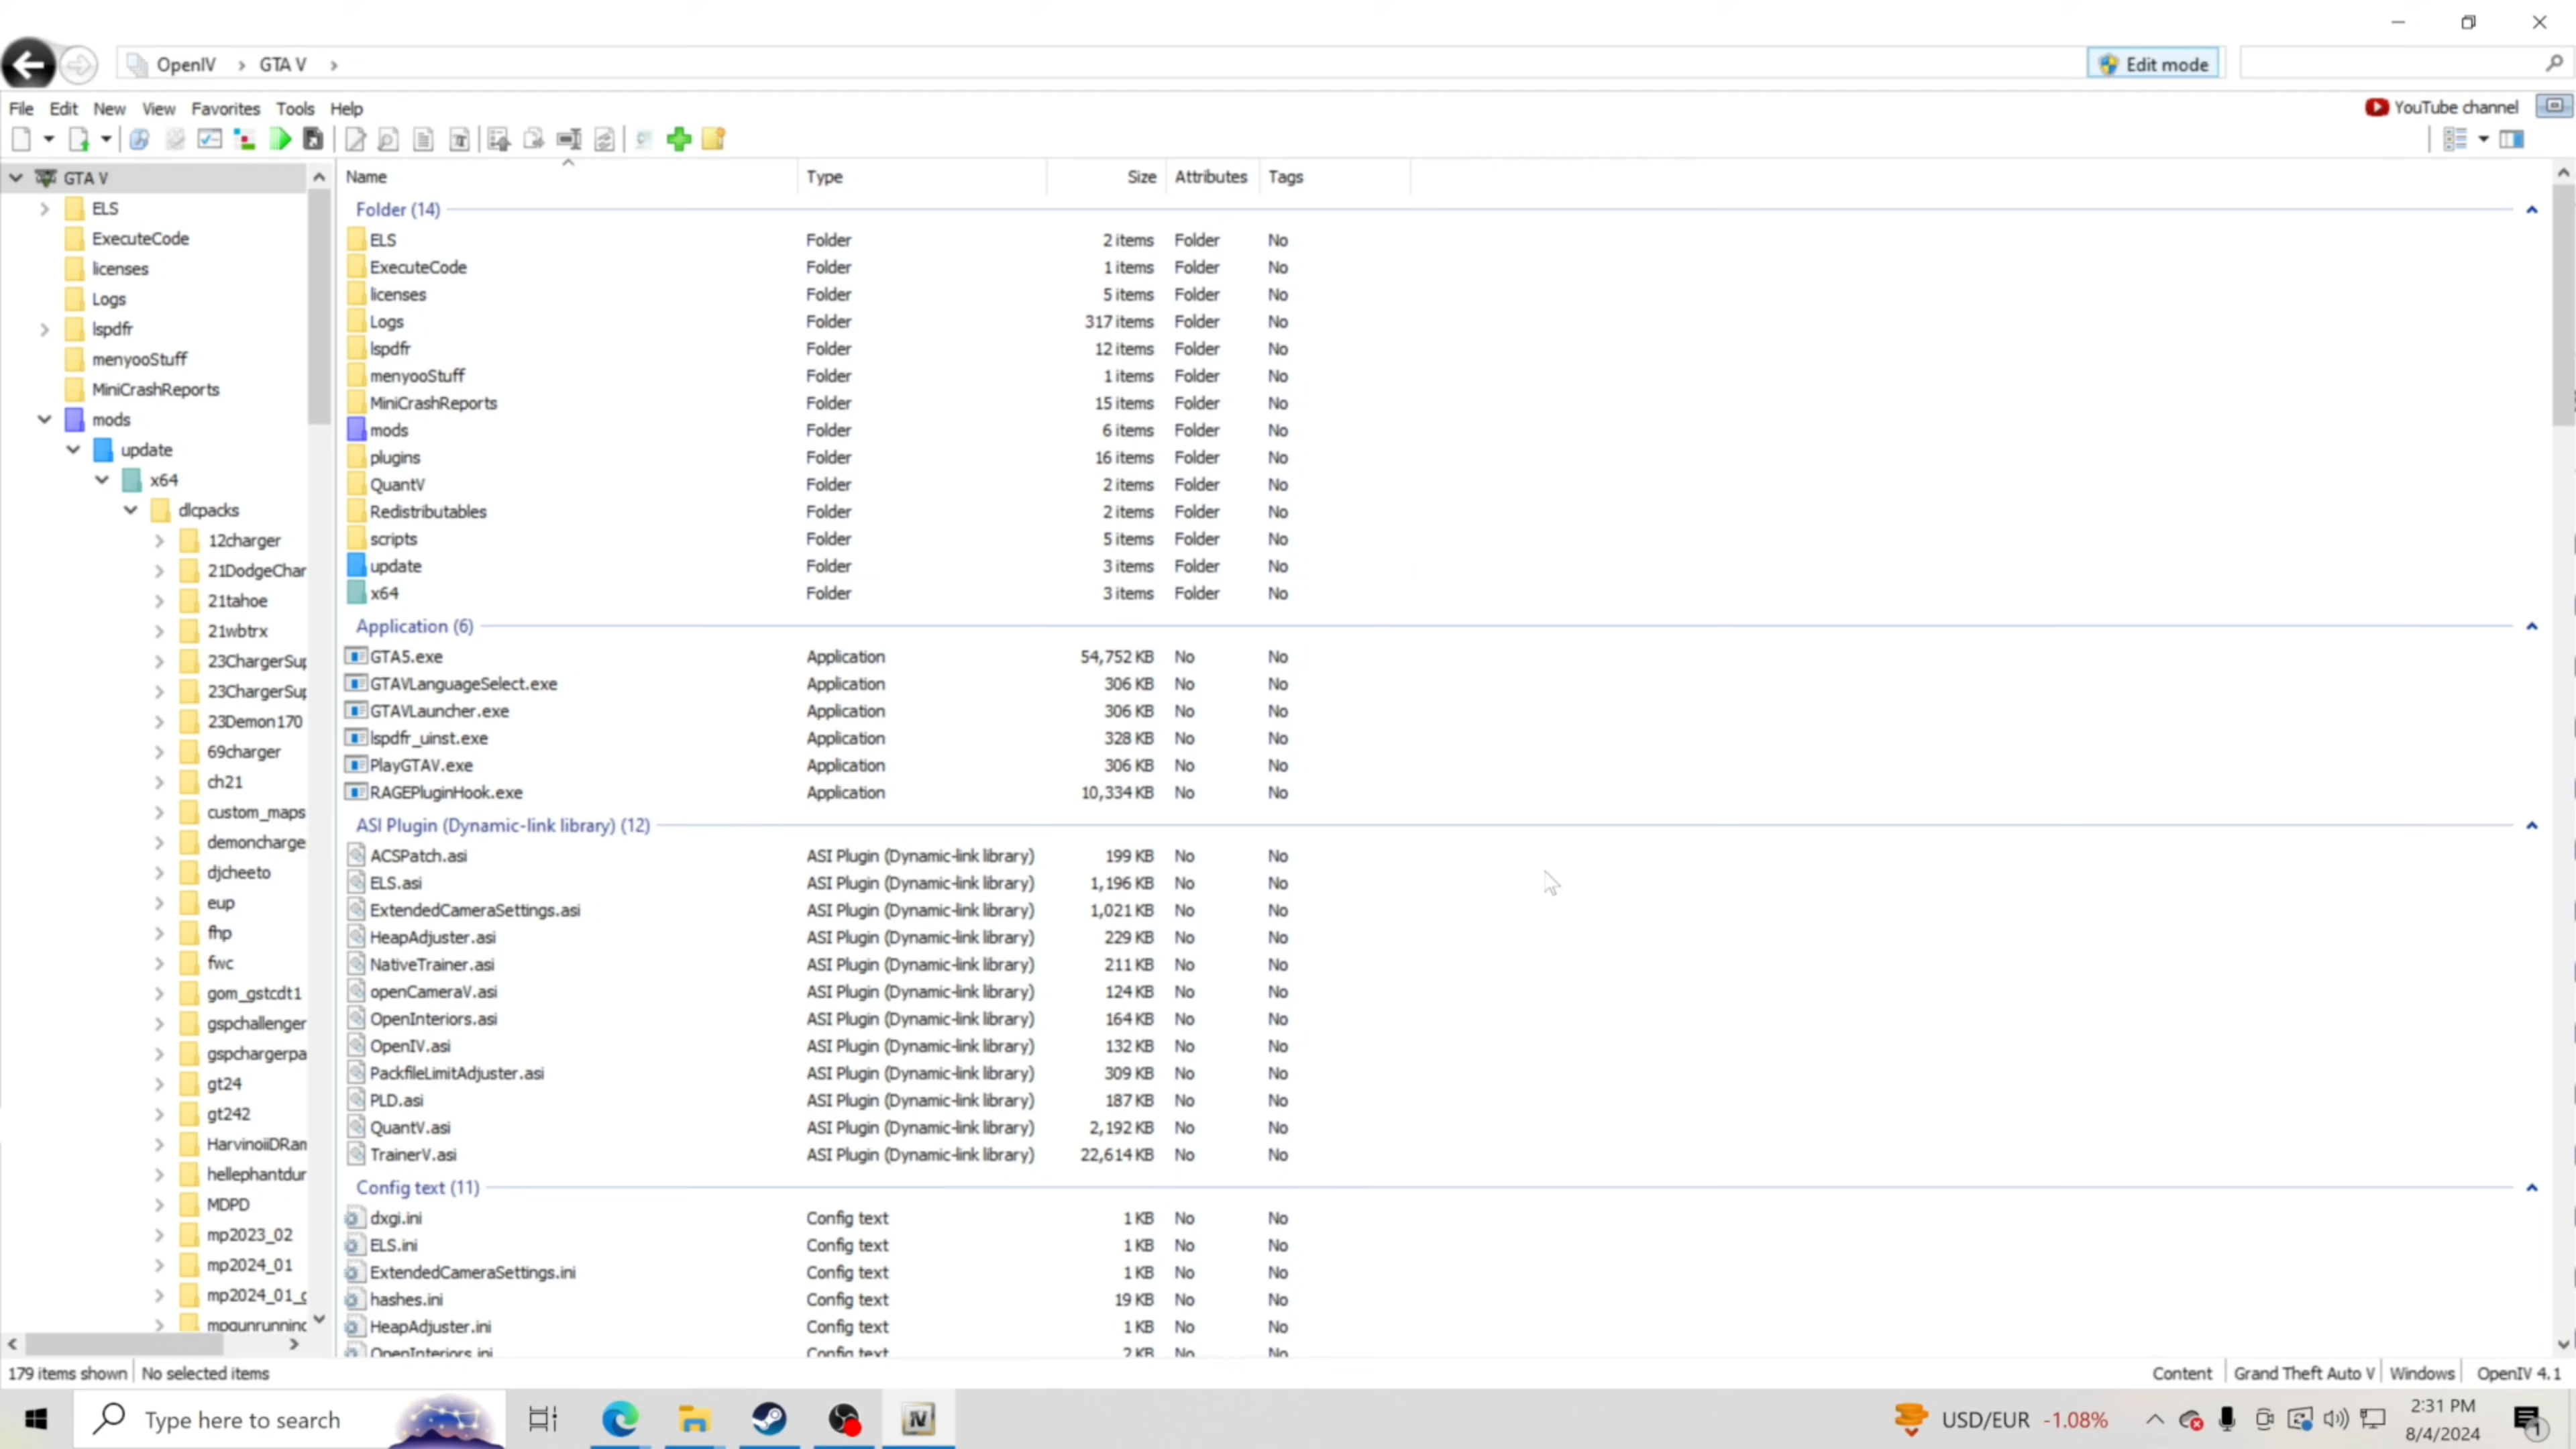 OpenIV > GTA V >
Edit mode
File Edit New View Favorites Tools Help
YouTube channel
GTA V
ELS
ExecuteCode
licenses
Logs
lspdfr
menyooStuff
MiniCrashReports
mods
update
x64
dlcpacks
12charger
21DodgeChar
21tahoe
21wbtrx
23ChargerSup
23ChargerSup
23Demon170
69charger
ch21
custom_maps
demoncharge
djcheeto
eup
fhp
fwc
gom_gstcdt1
gspchallenger
gspchargerpa
gt24
gt242
HarvinoiiDRam
hellephantdur
MDPD
mp2023_02
mp2024_01
mp2024_01_g
mpgunrunning
Name Type Size Attributes Tags
Folder (14)
ELS Folder 2 items Folder No
ExecuteCode Folder 1 items Folder No
licenses Folder 5 items Folder No
Logs Folder 317 items Folder No
lspdfr Folder 12 items Folder No
menyooStuff Folder 1 items Folder No
MiniCrashReports Folder 15 items Folder No
mods Folder 6 items Folder No
plugins Folder 16 items Folder No
QuantV Folder 2 items Folder No
Redistributables Folder 2 items Folder No
scripts Folder 5 items Folder No
update Folder 3 items Folder No
x64 Folder 3 items Folder No
Application (6)
GTA5.exe Application 54,752 KB No No
GTAVLanguageSelect.exe Application 306 KB No No
GTAVLauncher.exe Application 306 KB No No
lspdfr_uinst.exe Application 328 KB No No
PlayGTAV.exe Application 306 KB No No
RAGEPluginHook.exe Application 10,334 KB No No
ASI Plugin (Dynamic-link library) (12)
ACSPatch.asi ASI Plugin (Dynamic-link library) 199 KB No No
ELS.asi ASI Plugin (Dynamic-link library) 1,196 KB No No
ExtendedCameraSettings.asi ASI Plugin (Dynamic-link library) 1,021 KB No No
HeapAdjuster.asi ASI Plugin (Dynamic-link library) 229 KB No No
NativeTrainer.asi ASI Plugin (Dynamic-link library) 211 KB No No
openCameraV.asi ASI Plugin (Dynamic-link library) 124 KB No No
OpenInteriors.asi ASI Plugin (Dynamic-link library) 164 KB No No
OpenIV.asi ASI Plugin (Dynamic-link library) 132 KB No No
PackfileLimitAdjuster.asi ASI Plugin (Dynamic-link library) 309 KB No No
PLD.asi ASI Plugin (Dynamic-link library) 187 KB No No
QuantV.asi ASI Plugin (Dynamic-link library) 2,192 KB No No
TrainerV.asi ASI Plugin (Dynamic-link library) 22,614 KB No No
Config text (11)
dxgi.ini Config text 1 KB No No
ELS.ini Config text 1 KB No No
ExtendedCameraSettings.ini Config text 1 KB No No
hashes.ini Config text 19 KB No No
HeapAdjuster.ini Config text 1 KB No No
OpenInteriors.ini Config text 2 KB No No
179 items shown No selected items
Content Grand Theft Auto V Windows OpenIV 4.1
Type here to search
USD/EUR -1.08%
2:31 PM
8/4/2024
1